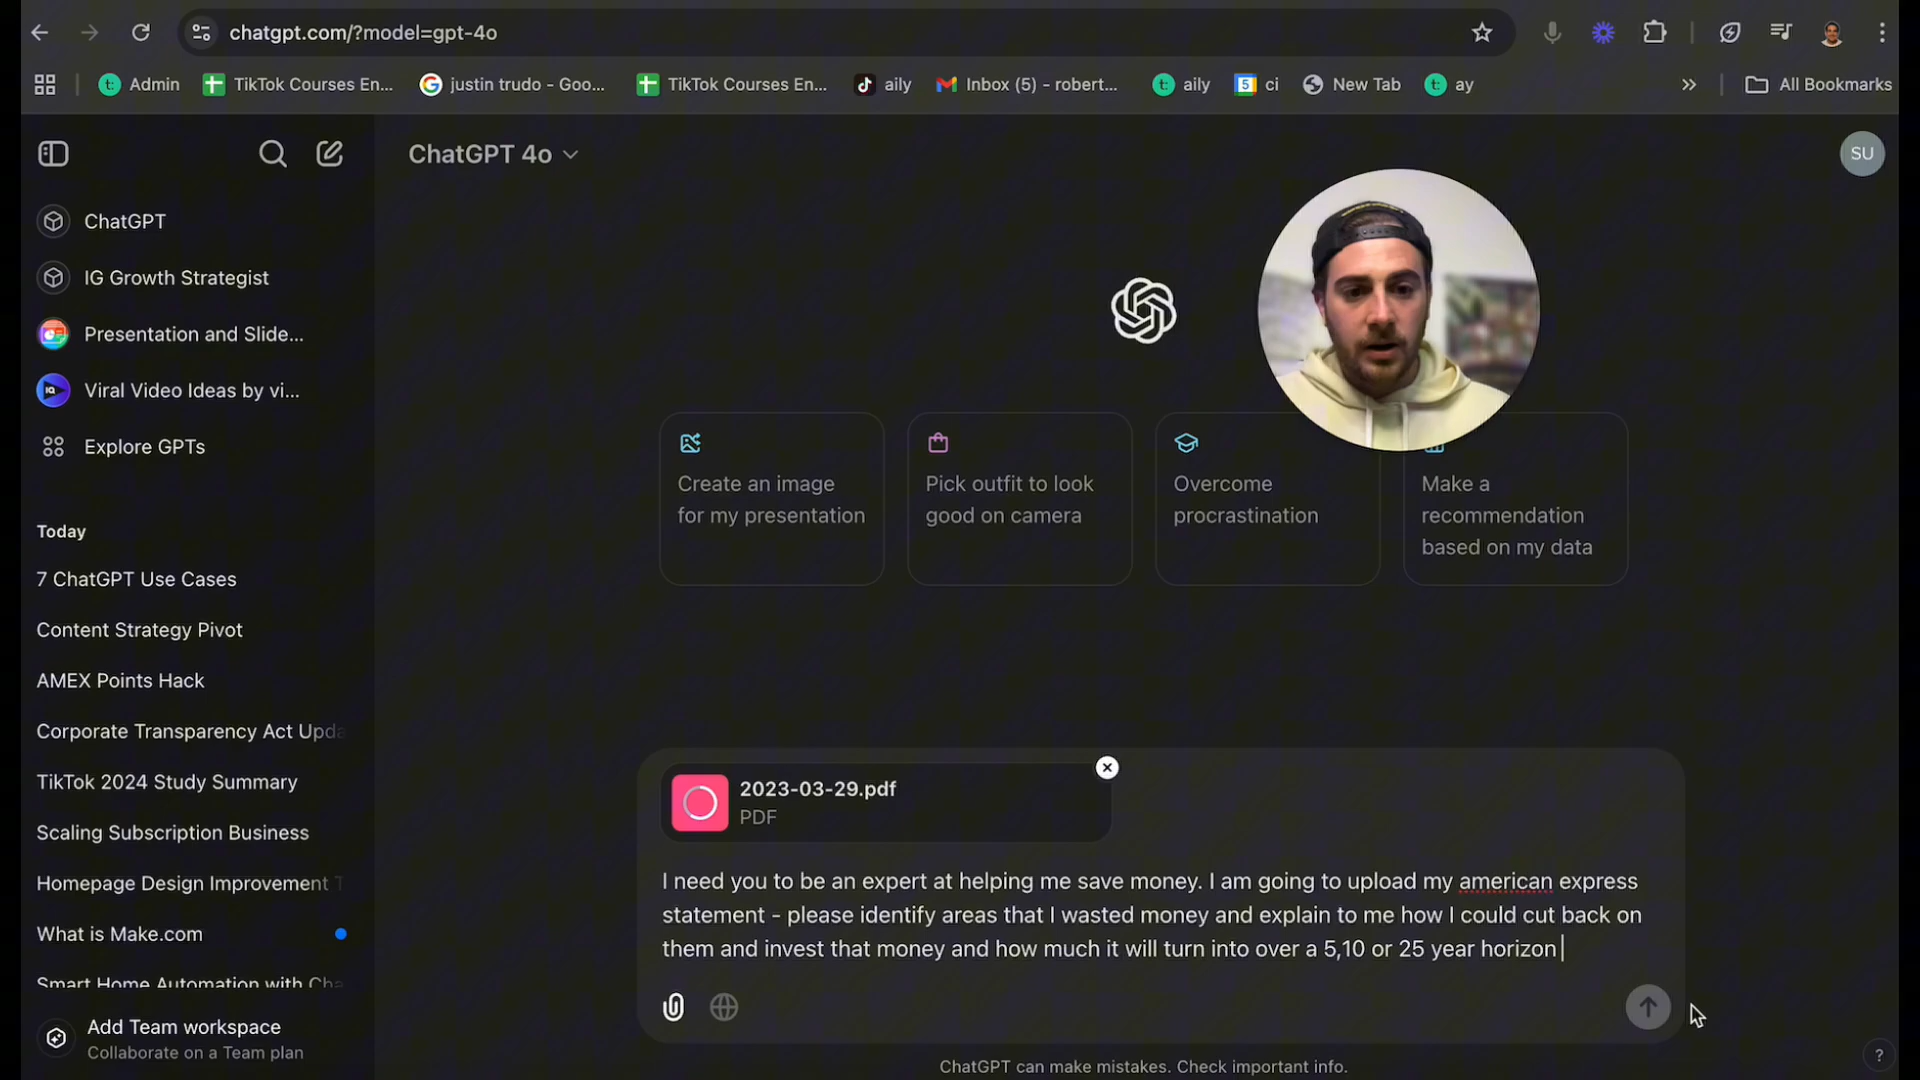 chatgpt.com/?model=gpt-4o
Admin
TikTok Courses En...
justin trudo - Goo...
TikTok Courses En...
aily
Inbox (5) - robert...
aily
5
ci
New Tab
ay
All Bookmarks
ChatGPT 4o
SU
ChatGPT
IG Growth Strategist
Presentation and Slide...
Viral Video Ideas by vi...
Explore GPTs
Today
7 ChatGPT Use Cases
Content Strategy Pivot
AMEX Points Hack
Corporate Transparency Act Upda
TikTok 2024 Study Summary
Scaling Subscription Business
Homepage Design Improvement T
What is Make.com
Smart Home Automation with Cha
Add Team workspace
Collaborate on a Team plan
Create an image
for my presentation
Pick outfit to look
good on camera
Overcome
procrastination
Make a
recommendation
based on my data
2023-03-29.pdf
PDF
I need you to be an expert at helping me save money. I am going to upload my american express
statement - please identify areas that I wasted money and explain to me how I could cut back on
them and invest that money and how much it will turn into over a 5,10 or 25 year horizon
ChatGPT can make mistakes. Check important info.
?